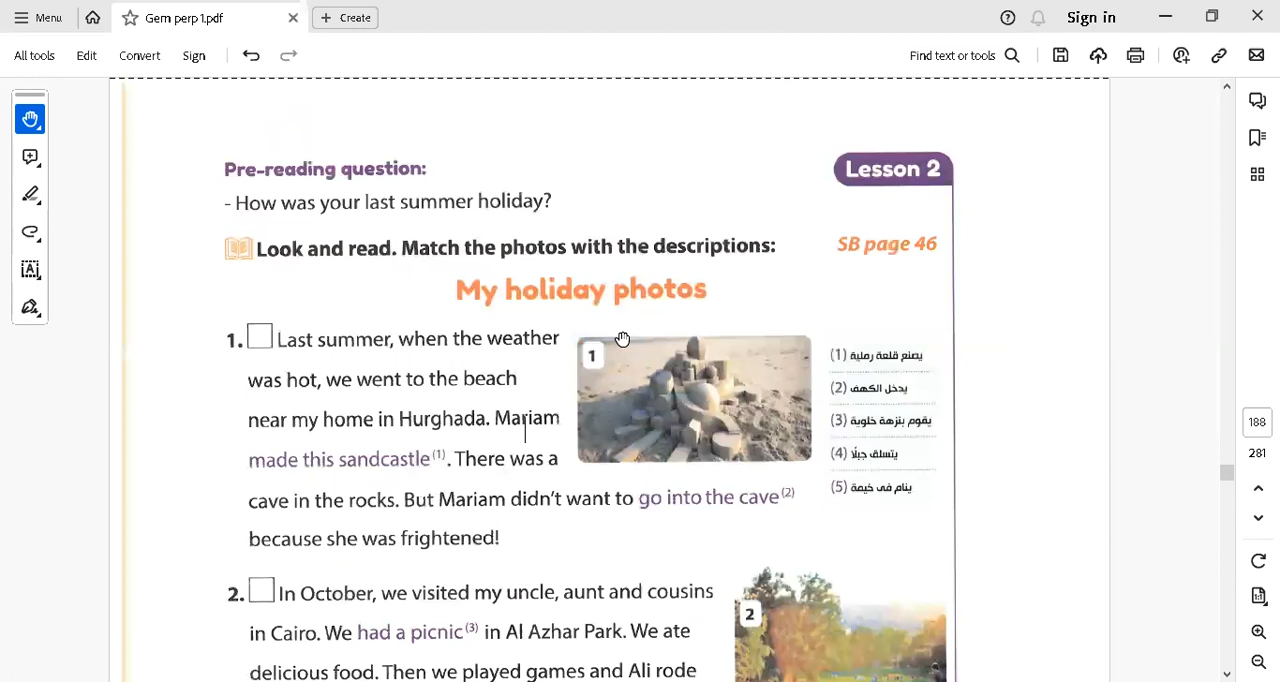 Menu
Gem perp 1.pdf
Create
Sign in
All tools
Edit
Convert
Sign
Find text or tools
Pre-reading question:
Lesson 2
- How was your last summer holiday?
Look and read. Match the photos with the descriptions:
SB page 46
My holiday photos
1. Last summer, when the weather
was hot, we went to the beach
near my home in Hurghada. Mariam
made this sandcastle(1). There was a
cave in the rocks. But Mariam didn't want to go into the cave(2)
because she was frightened!
1
(1) يصنع قلعة رملية
(2) يدخل الكهف
(3) يقوم بنزهة خلوية
(4) يتسلق جبلًا
(5) ينام فى خيمة
2. In October, we visited my uncle, aunt and cousins
in Cairo. We had a picnic(3) in Al Azhar Park. We ate
delicious food. Then we played games and Ali rode
2
188
281